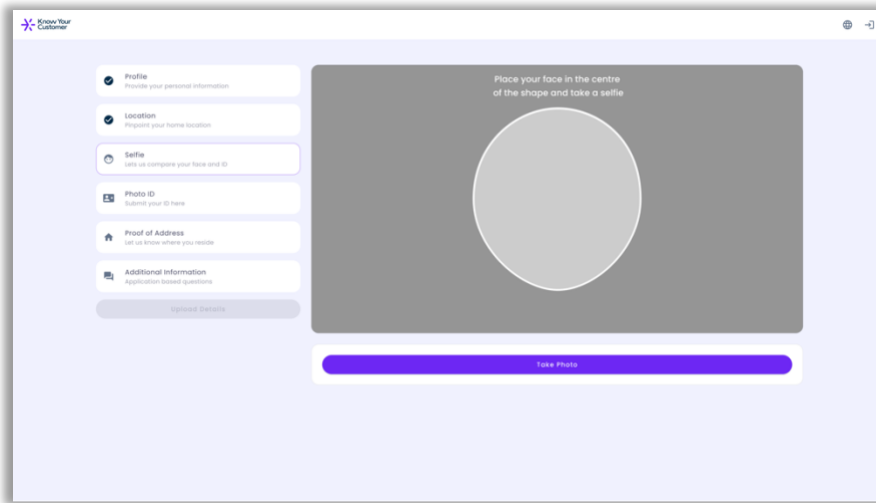 Know Your
Customer
Profile
Provide your personal information
Location
Pinpoint your home location
Selfie
Lets us compare your face and ID
Photo ID
Submit your ID here
Proof of Address
Let us know where you reside
Additional Information
Application based questions
Upload Details
Place your face in the centre
of the shape and take a selfie
Take Photo